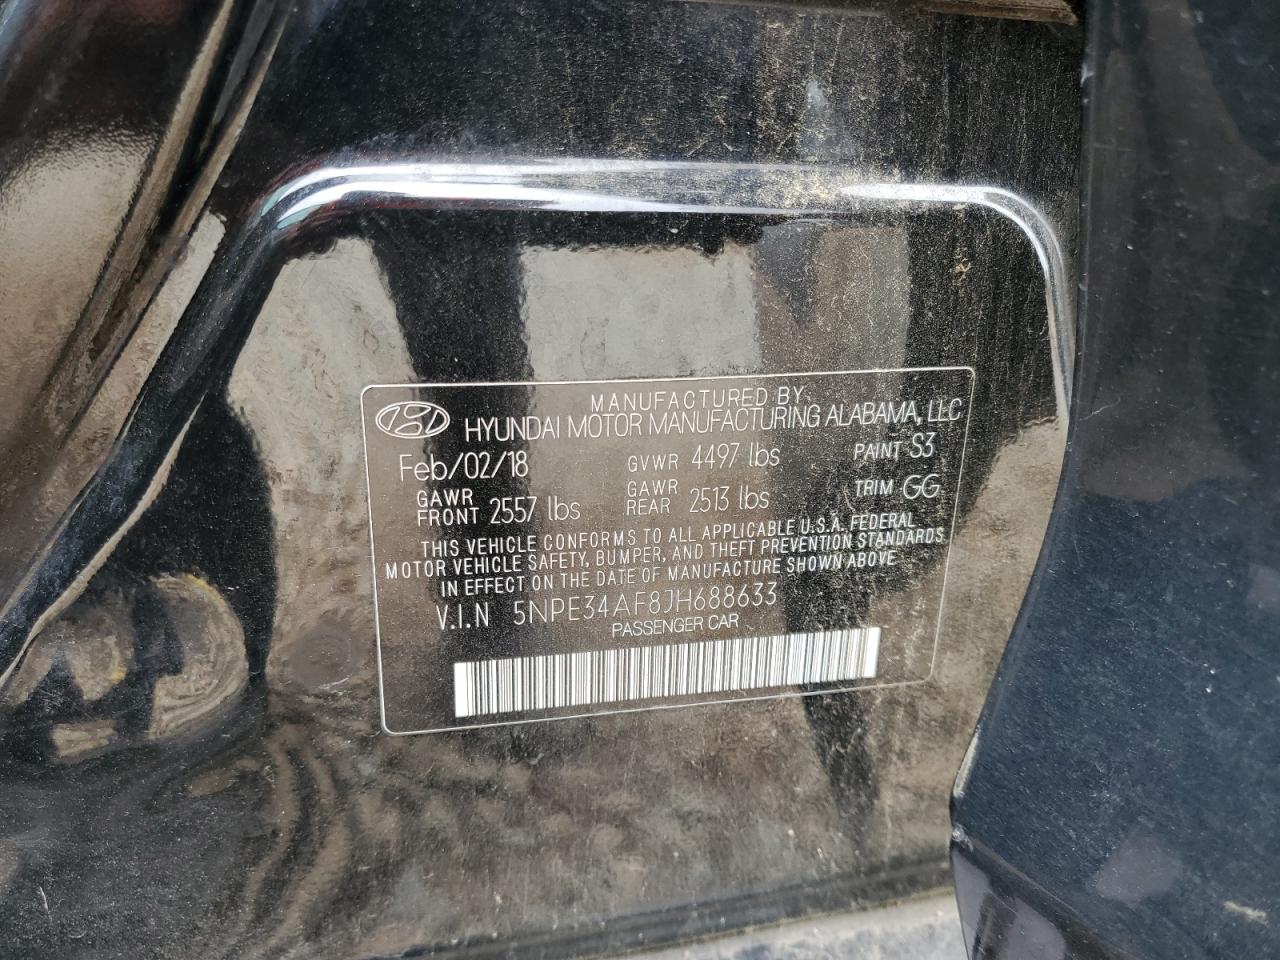 MANUFACTURED BY
HYUNDAI MOTOR MANUFACTURING ALABAMA, LLC
Feb/02/18 GVWR 4497 lbs PAINT S3
GAWR FRONT 2557 lbs GAWR REAR 2513 lbs TRIM GG
THIS VEHICLE CONFORMS TO ALL APPLICABLE U.S.A. FEDERAL
MOTOR VEHICLE SAFETY, BUMPER, AND THEFT PREVENTION STANDARDS
IN EFFECT ON THE DATE OF MANUFACTURE SHOWN ABOVE
V.I.N 5NPE34AF8JH688633
PASSENGER CAR